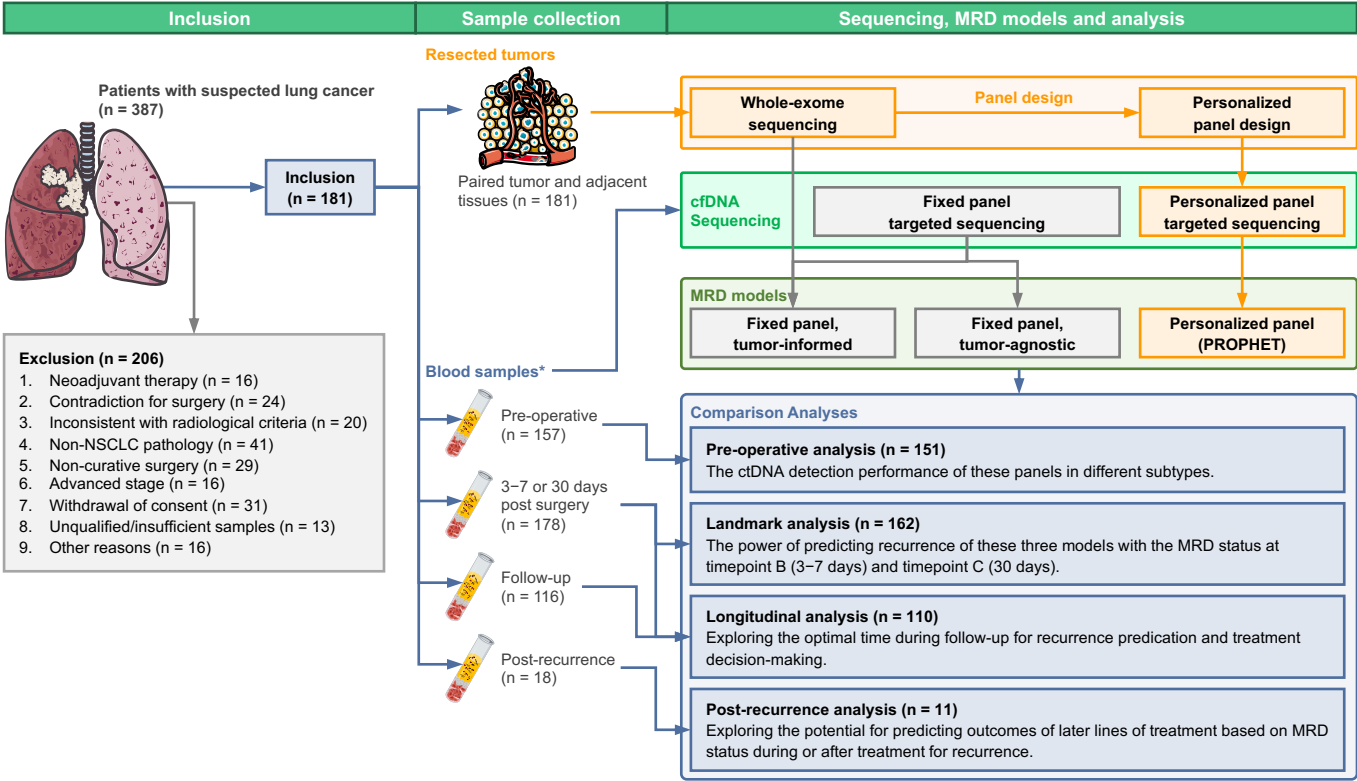 Inclusion
Sample collection
Sequencing, MRD models and analysis
Patients with suspected lung cancer
(n = 387)
Inclusion
(n = 181)
Exclusion (n = 206)
1. Neoadjuvant therapy (n = 16)
2. Contradiction for surgery (n = 24)
3. Inconsistent with radiological criteria (n = 20)
4. Non-NSCLC pathology (n = 41)
5. Non-curative surgery (n = 29)
6. Advanced stage (n = 16)
7. Withdrawal of consent (n = 31)
8. Unqualified/insufficient samples (n = 13)
9. Other reasons (n = 16)
Resected tumors
Paired tumor and adjacent
tissues (n = 181)
Blood samples*
Pre-operative
(n = 157)
3−7 or 30 days
post surgery
(n = 178)
Follow-up
(n = 116)
Post-recurrence
(n = 18)
Whole-exome
sequencing
Panel design
Personalized
panel design
cfDNA
Sequencing
Fixed panel
targeted sequencing
Personalized panel
targeted sequencing
MRD models
Fixed panel,
tumor-informed
Fixed panel,
tumor-agnostic
Personalized panel
(PROPHET)
Comparison Analyses
Pre-operative analysis (n = 151)
The ctDNA detection performance of these panels in different subtypes.
Landmark analysis (n = 162)
The power of predicting recurrence of these three models with the MRD status at
timepoint B (3−7 days) and timepoint C (30 days).
Longitudinal analysis (n = 110)
Exploring the optimal time during follow-up for recurrence predication and treatment
decision-making.
Post-recurrence analysis (n = 11)
Exploring the potential for predicting outcomes of later lines of treatment based on MRD
status during or after treatment for recurrence.